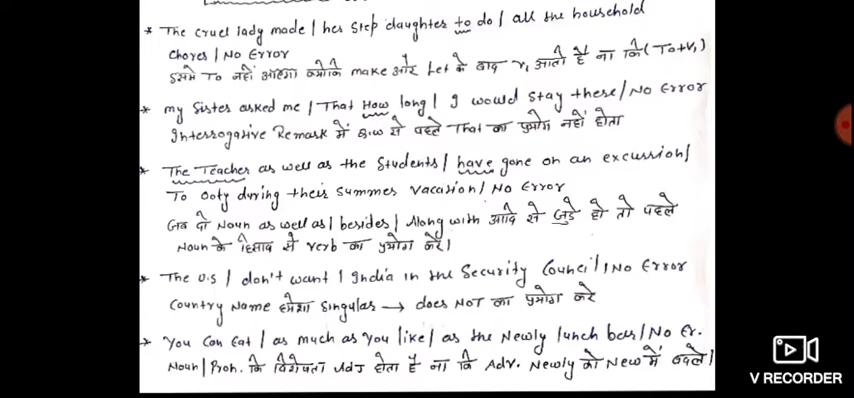 * The cruel lady made / her step daughter to do / all the household
Chores / No Error
इसमें To नहीं आएगा क्योंकि make और Let के बाद V₁ आती है ना कि (To+V₁)
* my Sister asked me / That How long / I would stay there / No Error
Interrogative Remark में Q.w से पहले That का प्रयोग नहीं होता
* The Teacher as well as the students / have gone on an excussion /
To Ooty during their summer vacation / No Error
जब दो Noun as well as / besides / Along with आदि से जुड़े हो तो पहले
Noun के हिसाब से verb का प्रयोग करें।
* The U.S / don't want / India in the Security Council / No Error
Country Name हमेशा Singular → does NOT का प्रयोग करे
* You Can Eat / as much as you like / as the Newly lunch bar / No Er.
Noun / Pron. कि विशेषता Adj होता है ना कि Adv. Newly को New में बदले।
V RECORDER